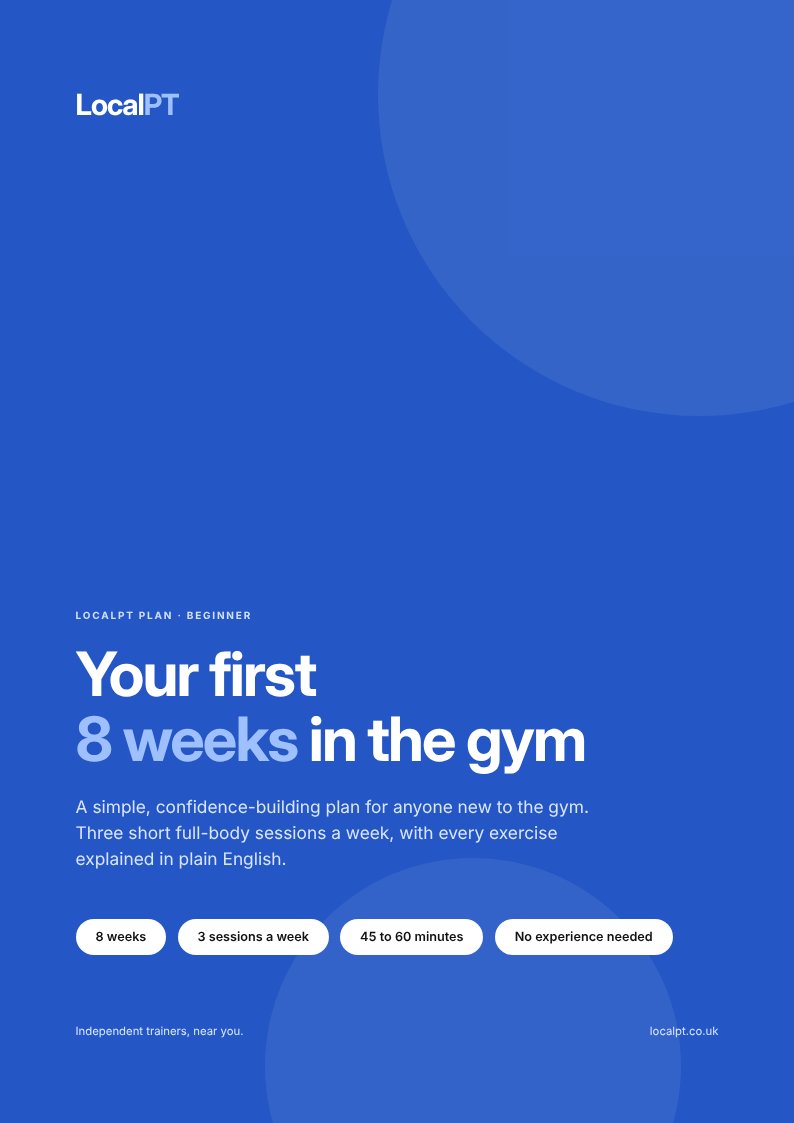 LocalPT
LOCALPT PLAN · BEGINNER
Your first
8 weeks in the gym
A simple, confidence-building plan for anyone new to the gym.
Three short full-body sessions a week, with every exercise
explained in plain English.
8 weeks 3 sessions a week 45 to 60 minutes No experience needed
Independent trainers, near you. localpt.co.uk